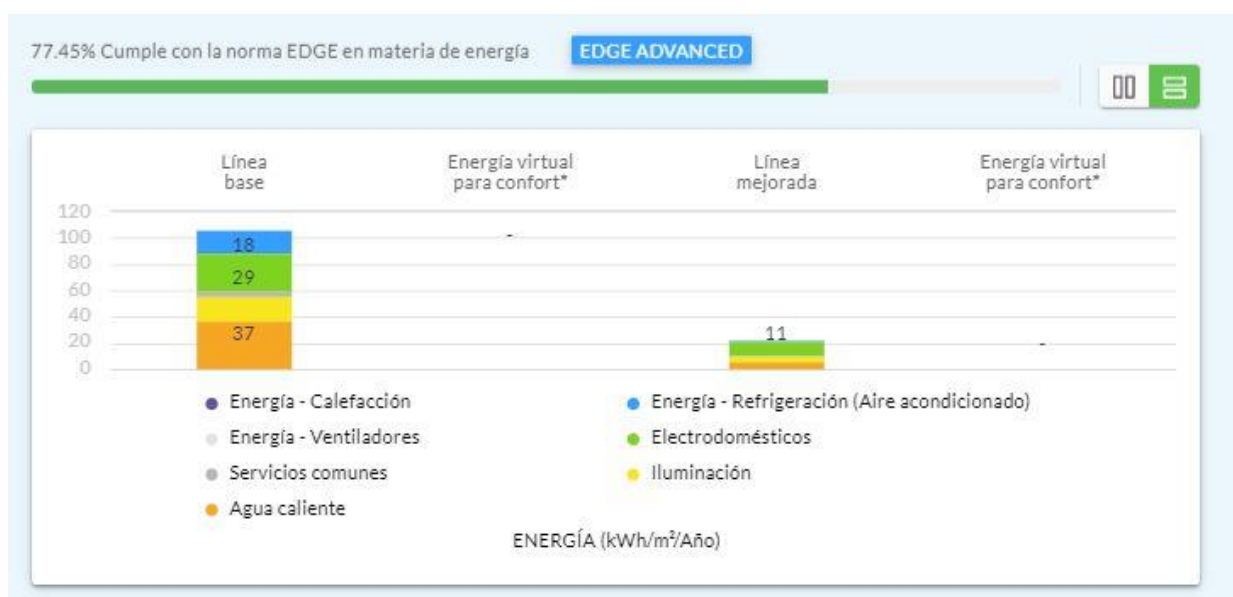 77.45% Cumple con la norma EDGE en materia de energía EDGE ADVANCED
Línea base
Energía virtual para confort*
Línea mejorada
Energía virtual para confort*
120
100
80
60
40
20
0
18
29
37
-
11
-
Energía - Calefacción
Energía - Refrigeración (Aire acondicionado)
Energía - Ventiladores
Electrodomésticos
Servicios comunes
Iluminación
Agua caliente
ENERGÍA (kWh/m²/Año)